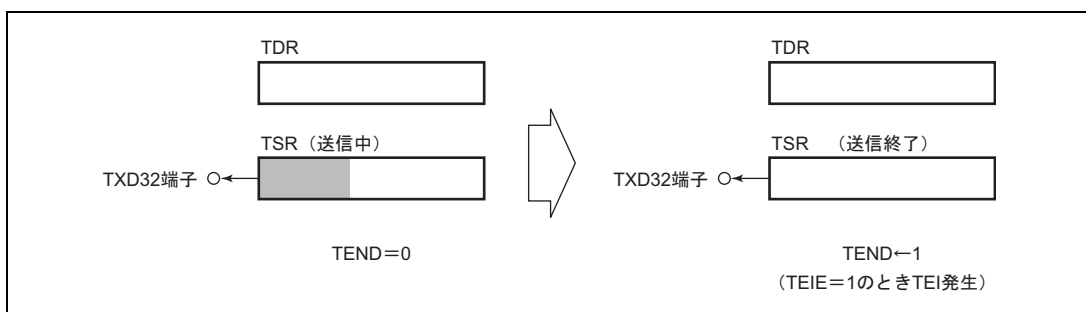 TDR
TSR（送信中）
TXD32端子
TEND＝0
TDR
TSR　（送信終了）
TXD32端子
TEND←1
（TEIE＝1のときTEI発生）